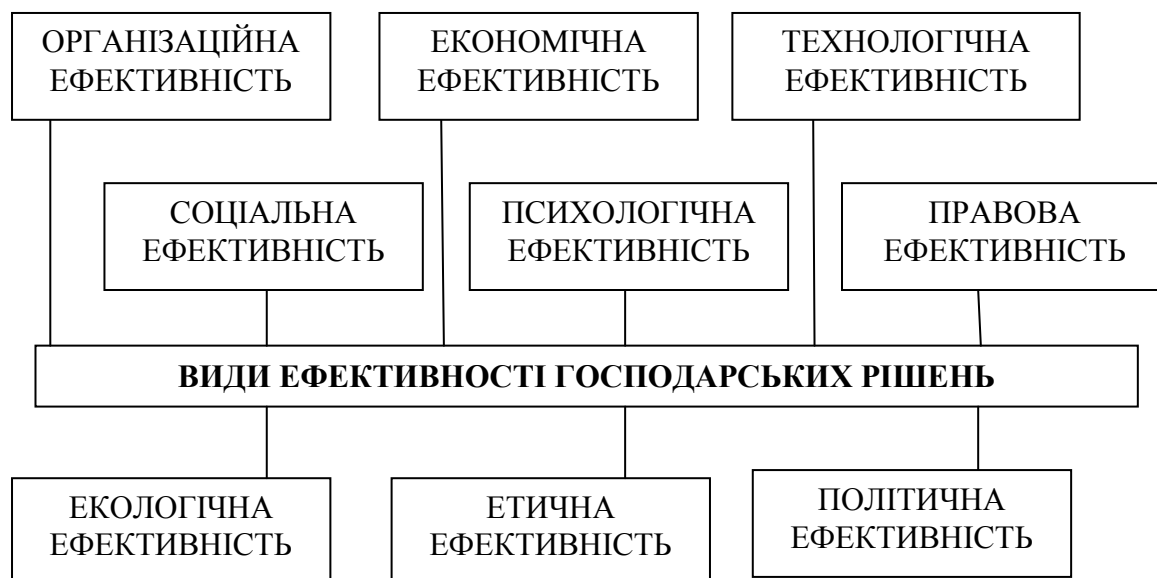 ОРГАНІЗАЦІЙНА
ЕФЕКТИВНІСТЬ
ЕКОНОМІЧНА
ЕФЕКТИВНІСТЬ
ТЕХНОЛОГІЧНА
ЕФЕКТИВНІСТЬ
СОЦІАЛЬНА
ЕФЕКТИВНІСТЬ
ПСИХОЛОГІЧНА
ЕФЕКТИВНІСТЬ
ПРАВОВА
ЕФЕКТИВНІСТЬ
ВИДИ ЕФЕКТИВНОСТІ ГОСПОДАРСЬКИХ РІШЕНЬ
ЕКОЛОГІЧНА
ЕФЕКТИВНІСТЬ
ЕТИЧНА
ЕФЕКТИВНІСТЬ
ПОЛІТИЧНА
ЕФЕКТИВНІСТЬ